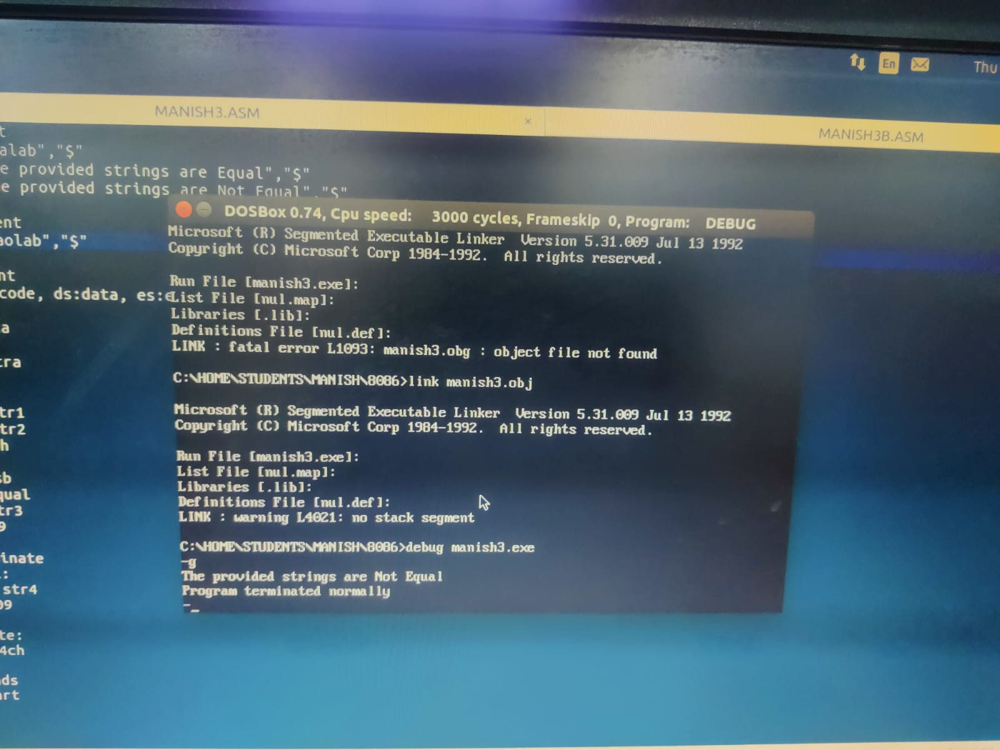 En
Thu
MANISH3.ASM
×
MANISH3B.ASM
alab","$"
e provided strings are Equal","$"
e provided strings are Not Equal","$"
ent
aolab","$"
nt
code, ds:data, es:e
a
tra
tr1
tr2
h
sb
qual
tr3
9
inate
:
str4
09
te:
4ch
ds
art
DOSBox 0.74, Cpu speed: 3000 cycles, Frameskip 0, Program: DEBUG
Microsoft (R) Segmented Executable Linker Version 5.31.009 Jul 13 1992
Copyright (C) Microsoft Corp 1984-1992. All rights reserved.
Run File [manish3.exe]:
List File [nul.map]:
Libraries [.lib]:
Definitions File [nul.def]:
LINK : fatal error L1093: manish3.obg : object file not found
C:\HOME\STUDENTS\MANISH\8086>link manish3.obj
Microsoft (R) Segmented Executable Linker Version 5.31.009 Jul 13 1992
Copyright (C) Microsoft Corp 1984-1992. All rights reserved.
Run File [manish3.exe]:
List File [nul.map]:
Libraries [.lib]:
Definitions File [nul.def]:
LINK : warning L4021: no stack segment
C:\HOME\STUDENTS\MANISH\8086>debug manish3.exe
-g
The provided strings are Not Equal
Program terminated normally
-_